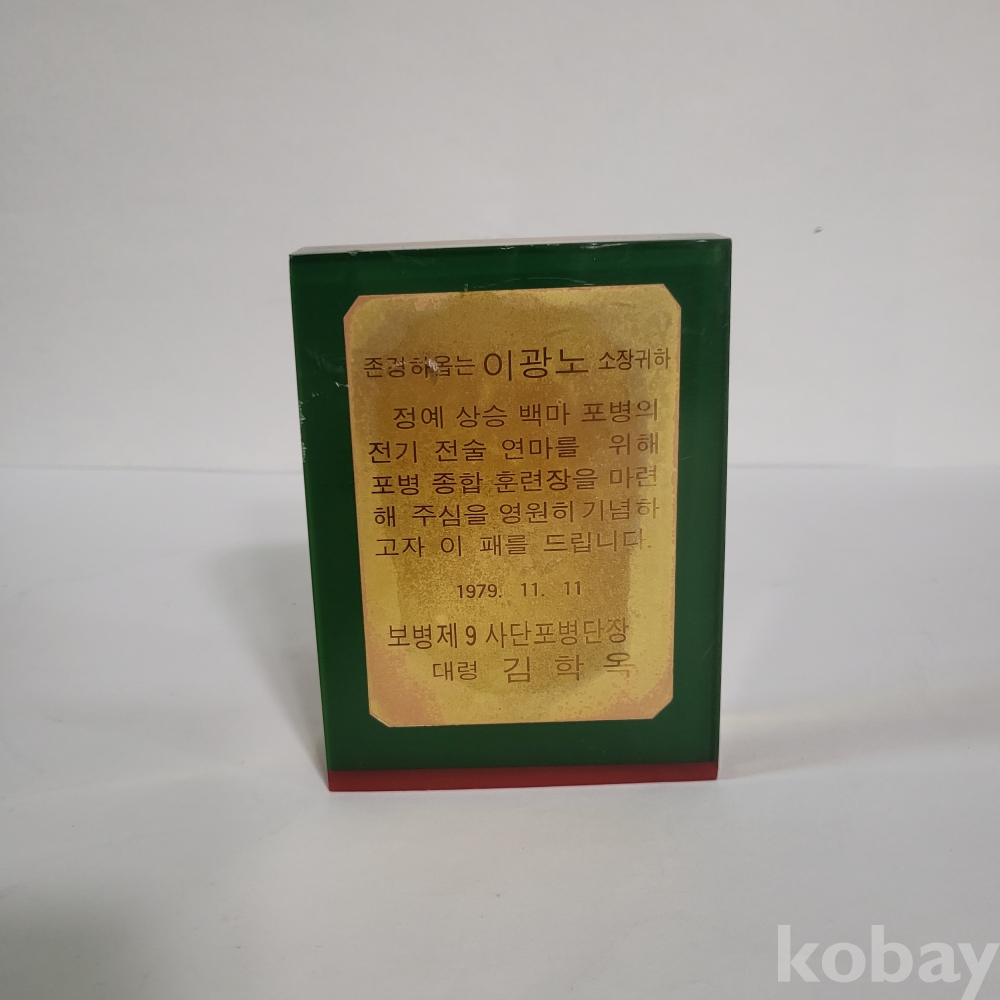 존경하옵는 이광노 소장귀하
정예 상승 백마 포병의
전기 전술 연마를 위해
포병 종합 훈련장을 마련
해 주심을 영원히 기념하
고자 이 패를 드립니다.
1979. 11. 11
보병제9사단포병단장
대령 김학옥
kobay